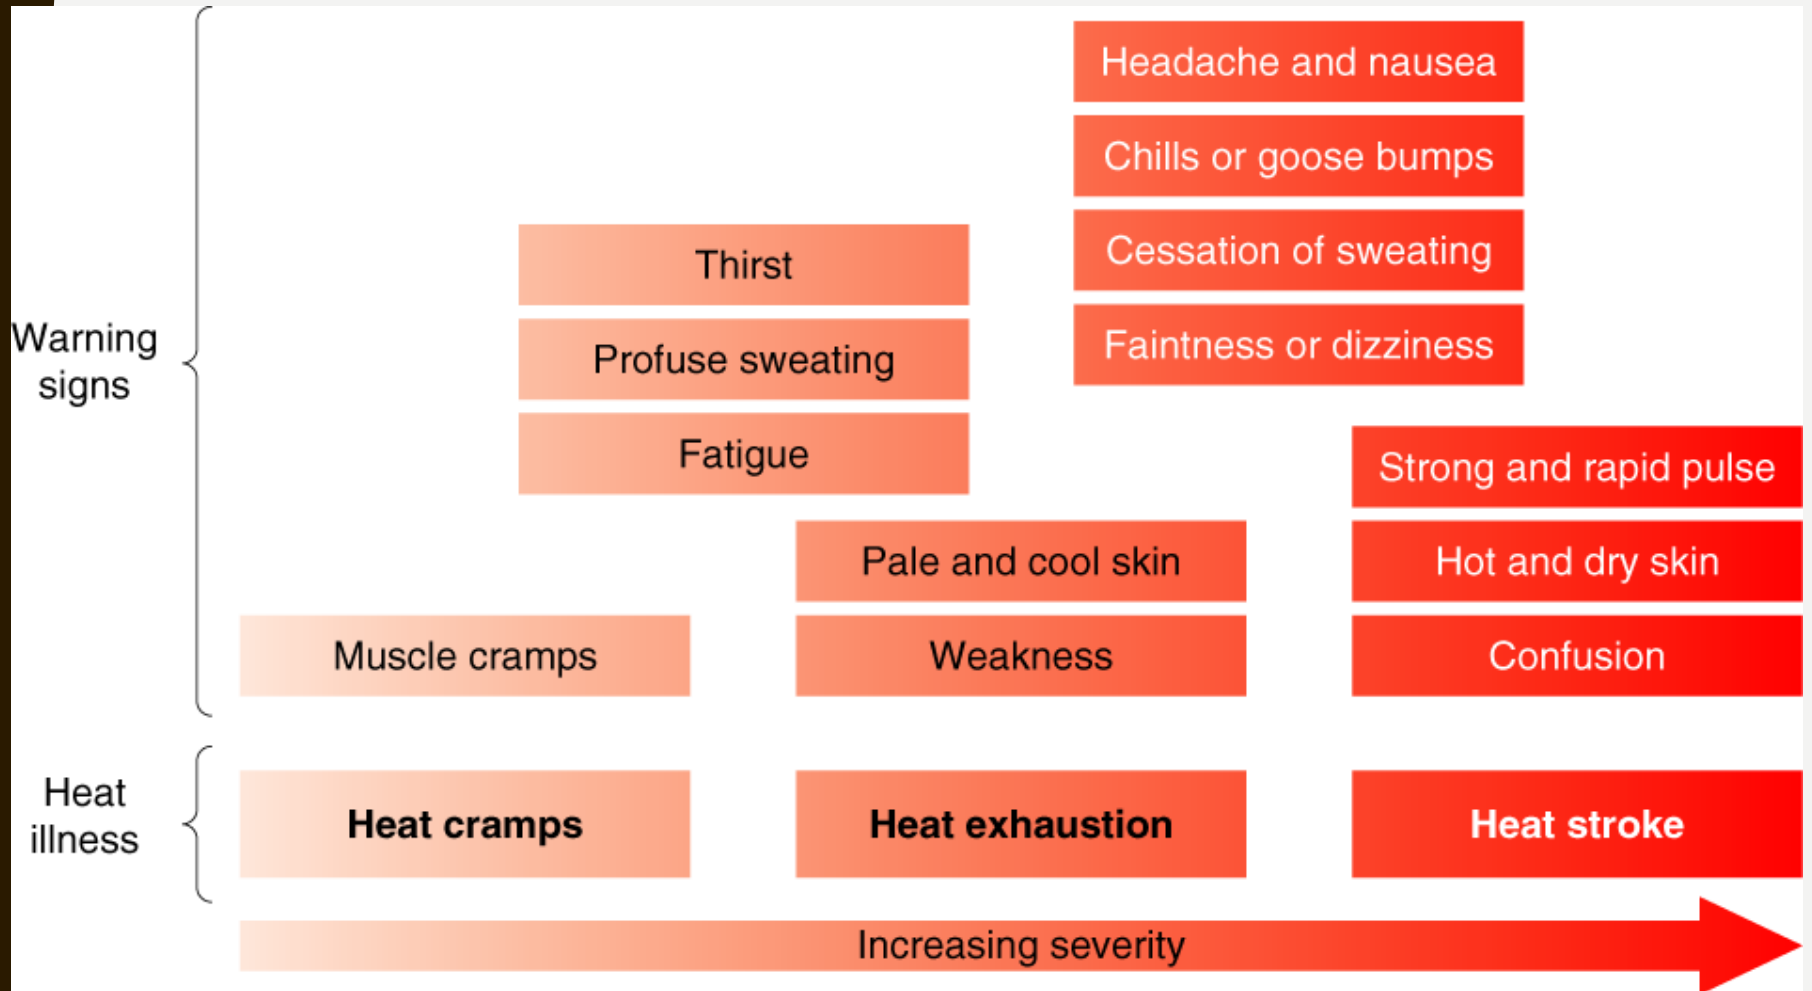 Headache and nausea
Chills or goose bumps
Cessation of sweating
Faintness or dizziness
Thirst
Profuse sweating
Fatigue
Warning
signs
Strong and rapid pulse
Hot and dry skin
Confusion
Pale and cool skin
Weakness
Muscle cramps
Heat
illness
Heat cramps
Heat exhaustion
Heat stroke
Increasing severity